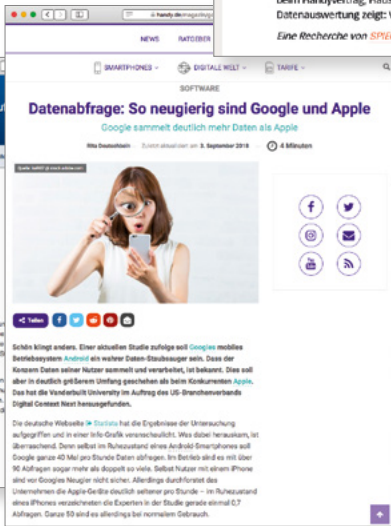 beim Handyvertrag, Haus
Datenauswertung zeigt:
Eine Recherche von SPIE
handy.de
NEWS RATGEBER
SMARTPHONES DIGITALE WELT TARIFE
SOFTWARE
Datenabfrage: So neugierig sind Google und Apple
Google sammelt deutlich mehr Daten als Apple
Rita Deutschbein Zuletzt aktualisiert am 3. September 2018 4 Minuten
Teilen
Schön klingt anders. Einer aktuellen Studie zufolge soll Googles mobiles
Betriebssystem Android ein wahrer Daten-Staubsauger sein. Dass der
Konzern Daten seiner Nutzer sammelt und verarbeitet, ist bekannt. Dies soll
aber in deutlich größerem Umfang geschehen als beim Konkurrenten Apple.
Das hat die Vanderbuilt University im Auftrag des US-Branchenverbands
Digital Context Next herausgefunden.
Die deutsche Webseite Statista hat die Ergebnisse der Untersuchung
aufgegriffen und in einer Info-Grafik veranschaulicht. Was dabei herauskam, ist
überraschend. Denn selbst im Ruhezustand eines Android-Smartphones soll
Google ganze 40 Mal pro Stunde Daten abfragen. Im Betrieb sind es mit über
90 Abfragen sogar mehr als doppelt so viele. Selbst Nutzer mit einem iPhone
sind vor Googles Neugier nicht sicher. Allerdings durchforstet das
Unternehmen die Apple-Geräte deutlich seltener pro Stunde – im Ruhezustand
eines iPhones verzeichneten die Experten in der Studie gerade einmal 0,7
Abfragen. Ganze 50 sind es allerdings bei normalem Gebrauch.